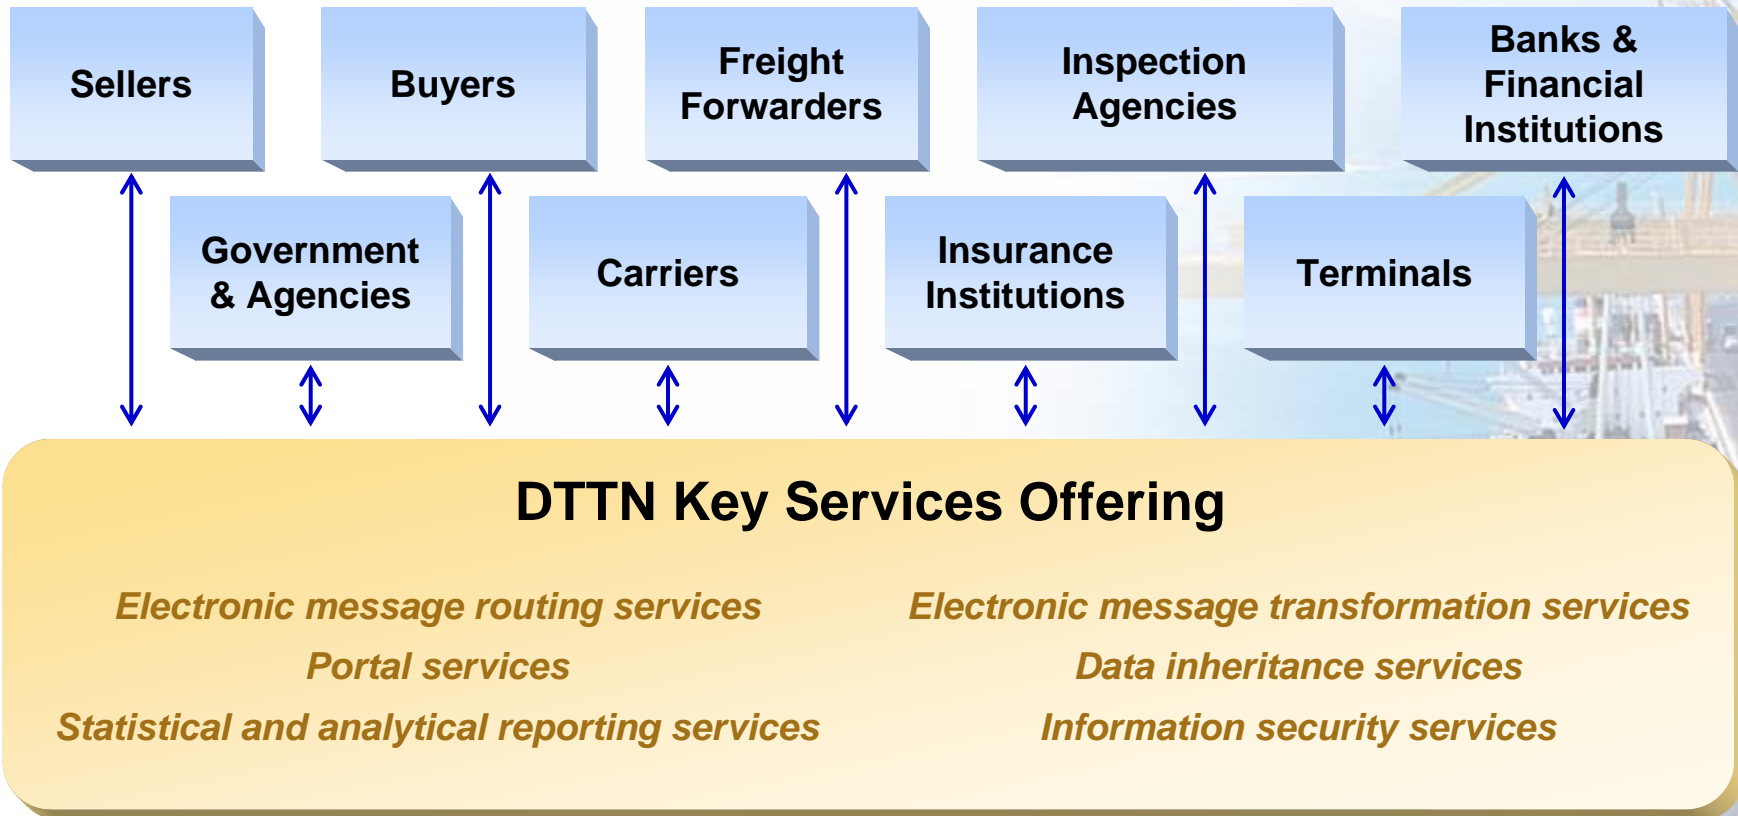 Sellers
Buyers
Freight
Forwarders
Inspection
Agencies
Banks &
Financial
Institutions
Government
& Agencies
Carriers
Insurance
Institutions
Terminals
DTTN Key Services Offering
Electronic message routing services
Electronic message transformation services
Portal services
Data inheritance services
Statistical and analytical reporting services
Information security services